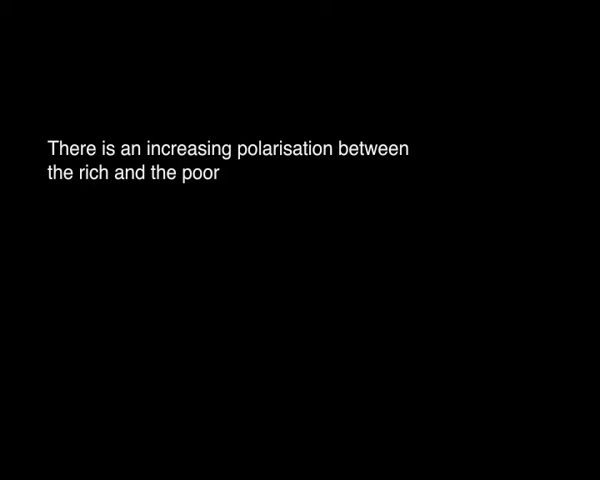 There is an increasing polarisation between
the rich and the poor